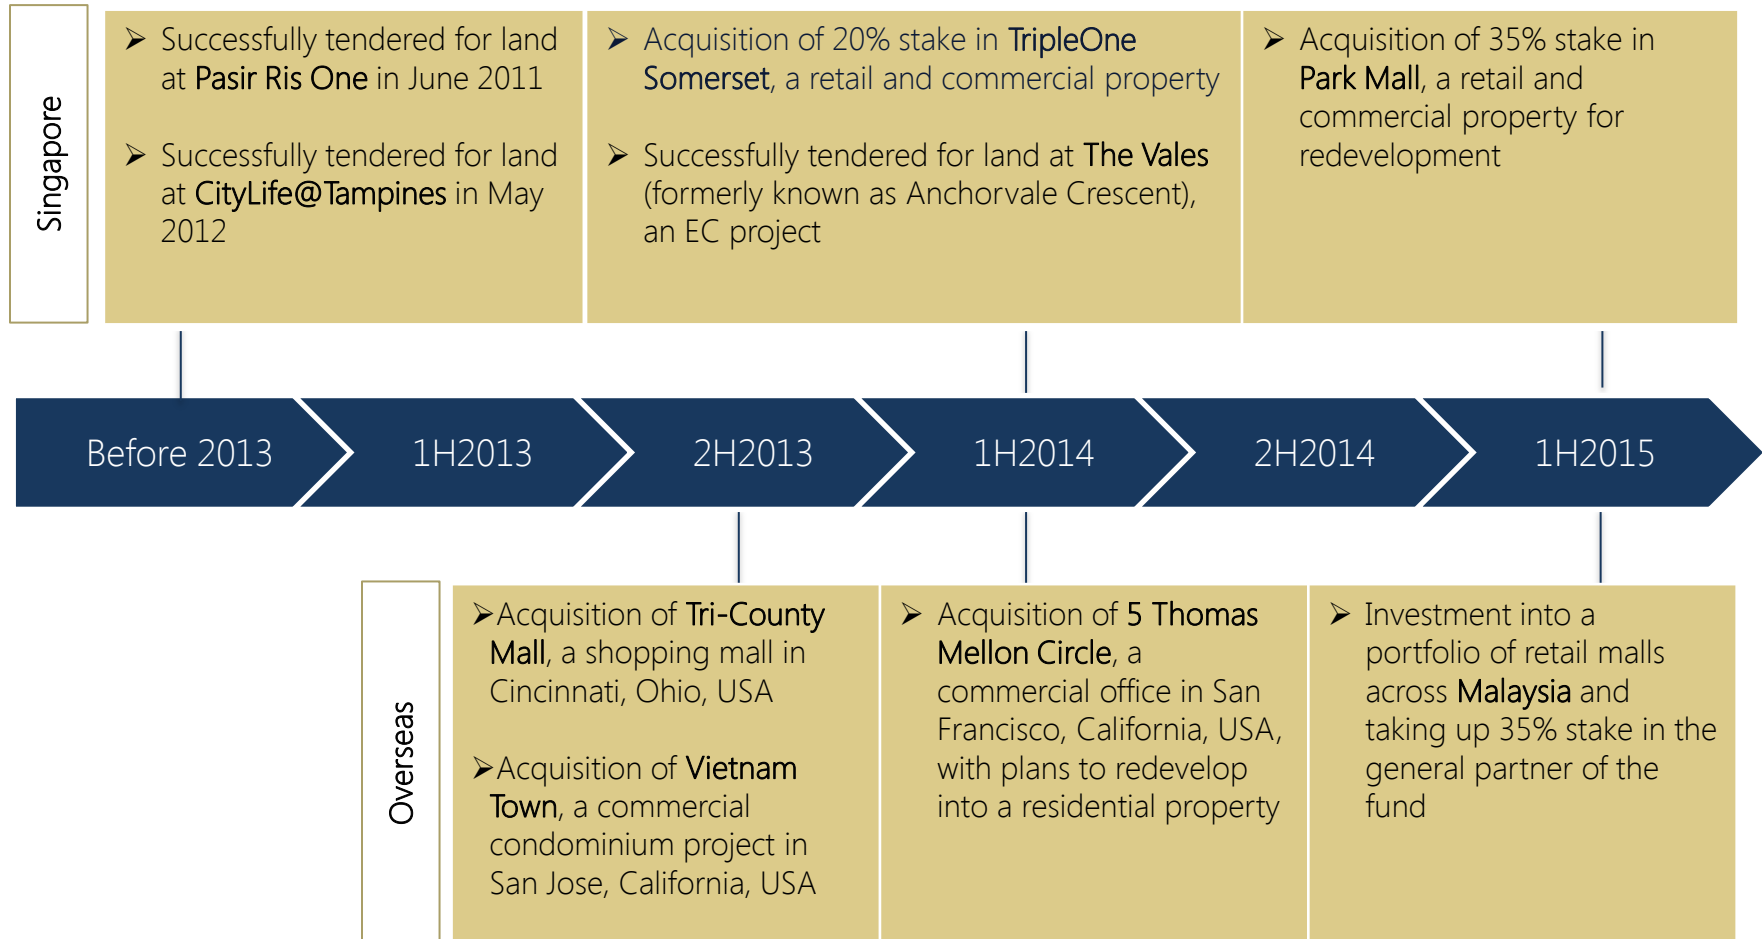 Singapore
➢ Successfully tendered for land
at Pasir Ris One in June 2011
➢ Successfully tendered for land
at CityLife@Tampines in May
2012
➢ Acquisition of 20% stake in TripleOne
Somerset, a retail and commercial property
➢ Successfully tendered for land at The Vales
(formerly known as Anchorvale Crescent),
an EC project
➢ Acquisition of 35% stake in
Park Mall, a retail and
commercial property for
redevelopment
Before 2013
1H2013
2H2013
1H2014
2H2014
1H2015
Overseas
➢Acquisition of Tri-County
Mall, a shopping mall in
Cincinnati, Ohio, USA
➢Acquisition of Vietnam
Town, a commercial
condominium project in
San Jose, California, USA
➢ Acquisition of 5 Thomas
Mellon Circle, a
commercial office in San
Francisco, California, USA,
with plans to redevelop
into a residential property
➢ Investment into a
portfolio of retail malls
across Malaysia and
taking up 35% stake in the
general partner of the
fund